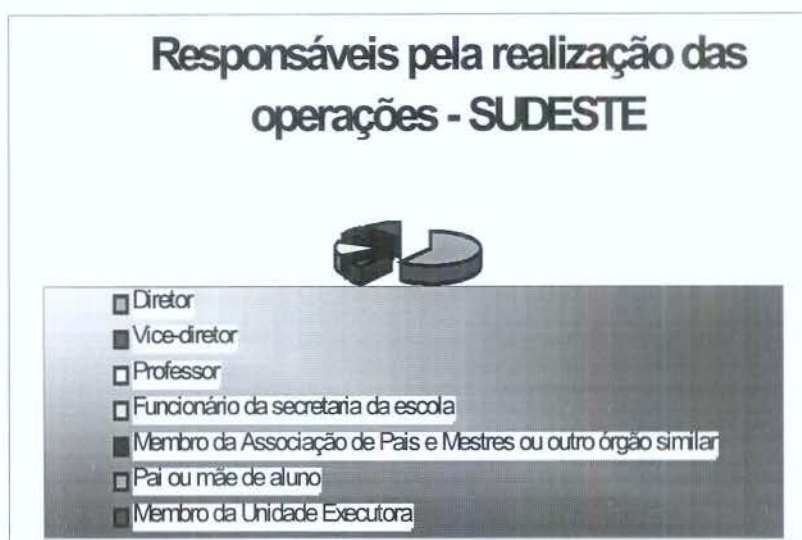 Responsáveis pela realização das
operações - SUDESTE
Diretor
Vice-diretor
Professor
Funcionário da secretaria da escola
Membro da Associação de Pais e Mestres ou outro órgão similar
Pai ou mãe de aluno
Membro da Unidade Executora